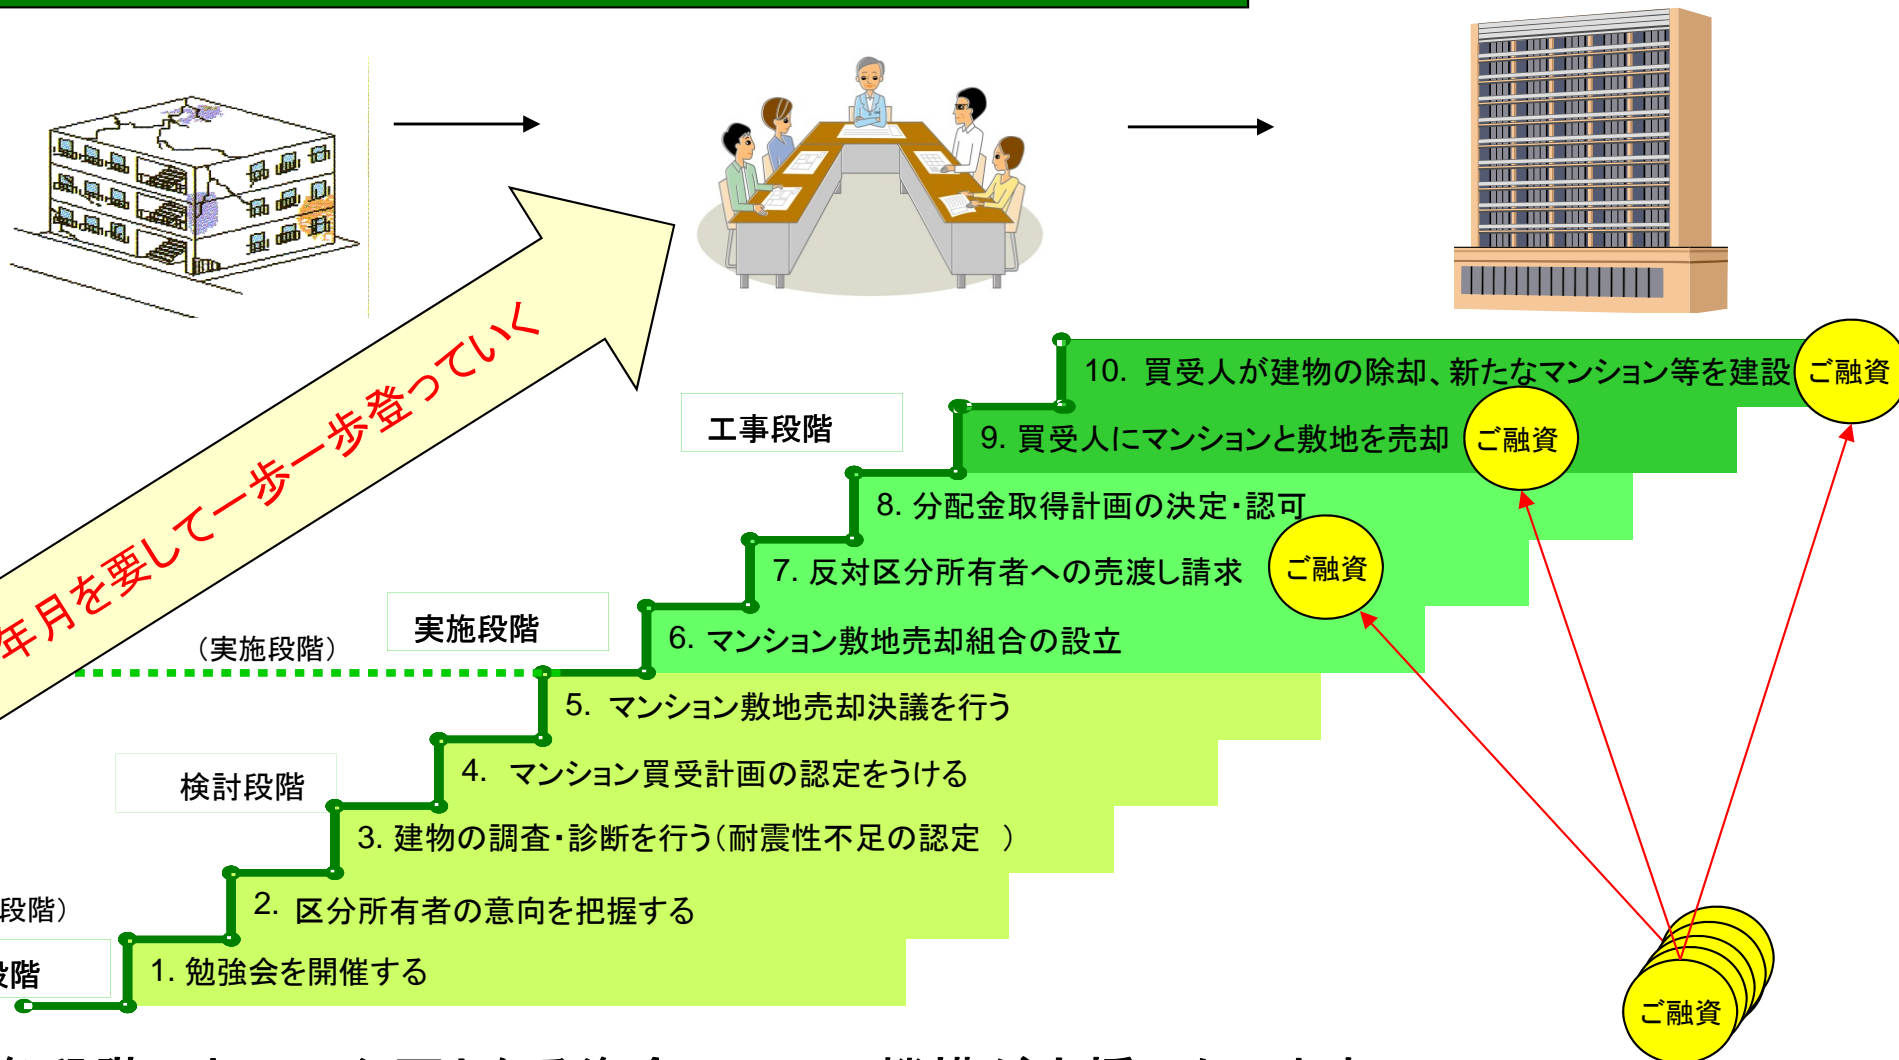 年月を要して一歩一歩登っていく
10. 買受人が建物の除却、新たなマンション等を建設
ご融資
工事段階
9. 買受人にマンションと敷地を売却
ご融資
8. 分配金取得計画の決定・認可
7. 反対区分所有者への売渡し請求
ご融資
実施段階
（実施段階）
6. マンション敷地売却組合の設立
5. マンション敷地売却決議を行う
検討段階
4. マンション買受計画の認定をうける
3. 建物の調査・診断を行う（耐震性不足の認定　）
段階）
2. 区分所有者の意向を把握する
段階
1. 勉強会を開催する
ご融資